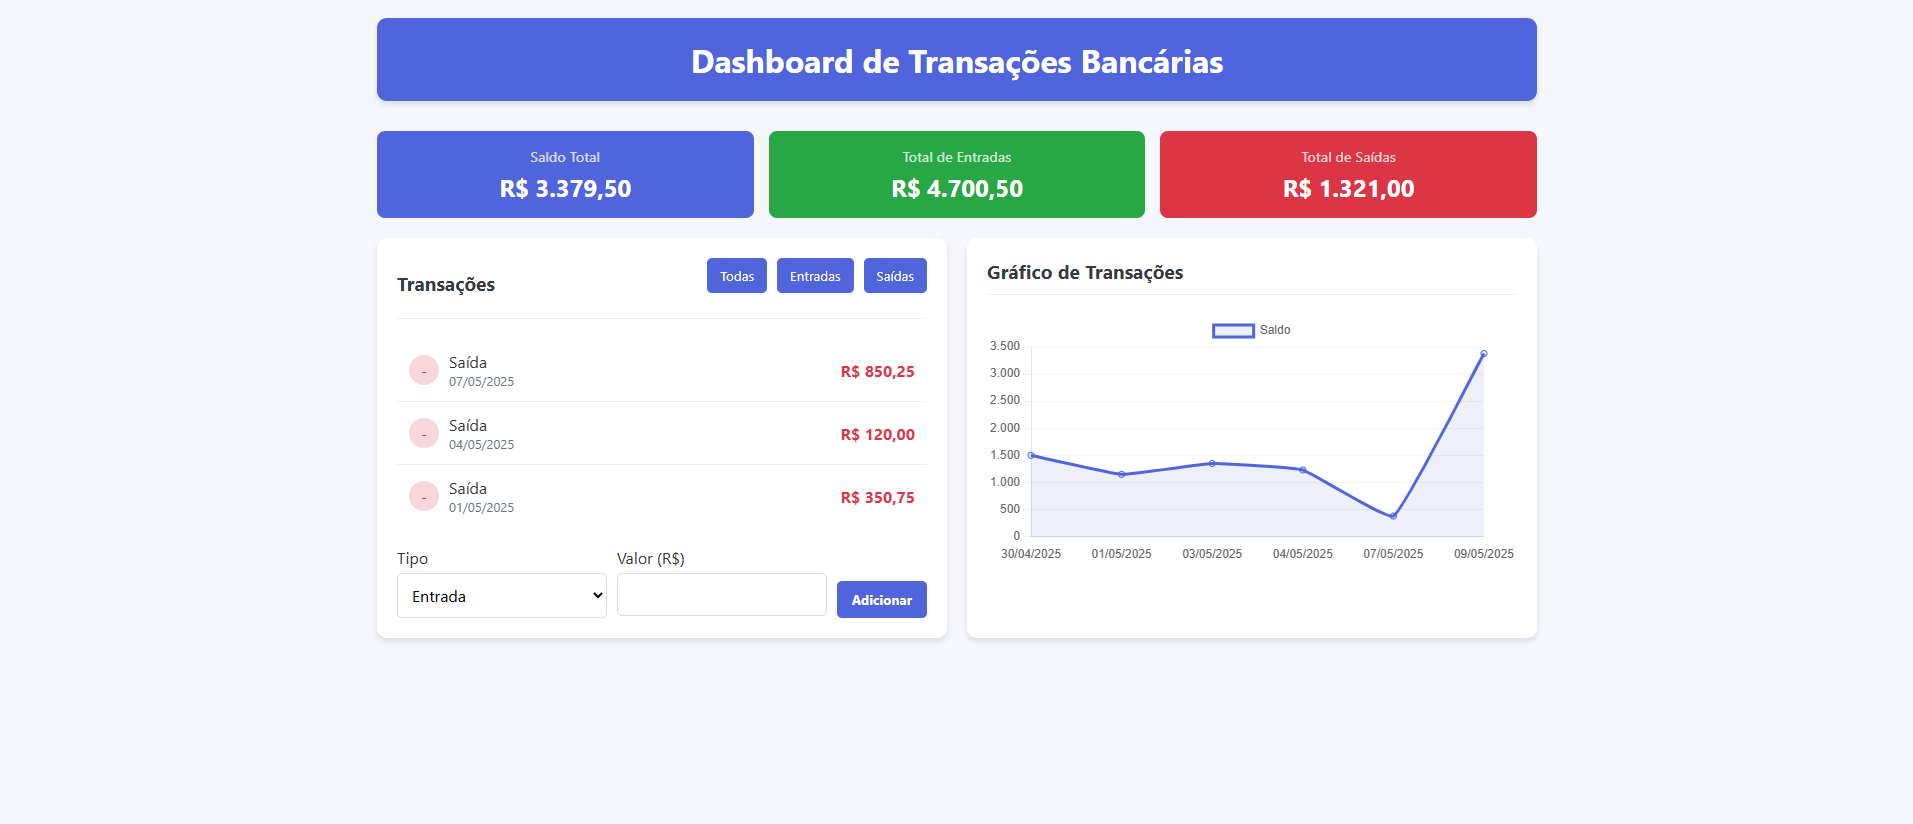 Dashboard de Transações Bancárias
Saldo Total
R$ 3.379,50
Total de Entradas
R$ 4.700,50
Total de Saídas
R$ 1.321,00
Transações
Todas Entradas Saídas
- Saída R$ 850,25
07/05/2025
- Saída R$ 120,00
04/05/2025
- Saída R$ 350,75
01/05/2025
Tipo Valor (R$)
Entrada Adicionar
Gráfico de Transações
Saldo
3.500
3.000
2.500
2.000
1.500
1.000
500
0
30/04/2025 01/05/2025 03/05/2025 04/05/2025 07/05/2025 09/05/2025